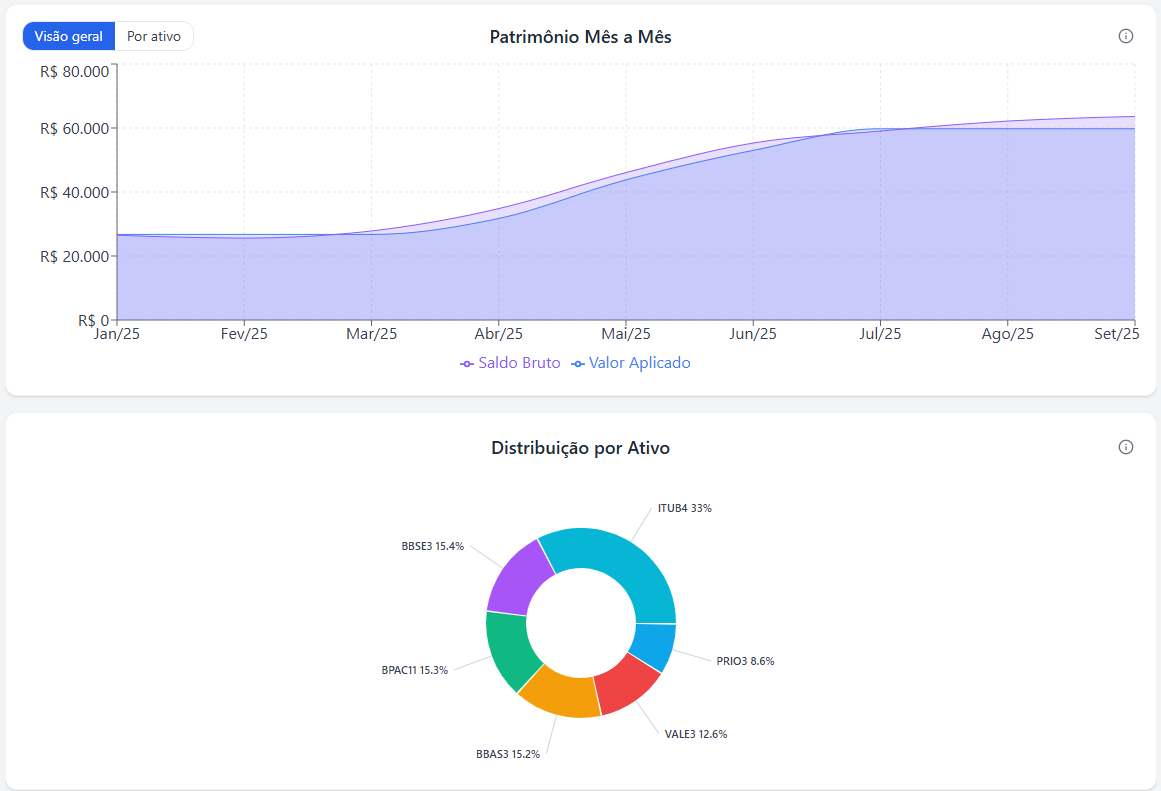 Visão geral
Por ativo
Patrimônio Mês a Mês
R$ 80.000
R$ 60.000
R$ 40.000
R$ 20.000
R$ 0
Jan/25 Fev/25 Mar/25 Abr/25 Mai/25 Jun/25 Jul/25 Ago/25 Set/25
Saldo Bruto Valor Aplicado
Distribuição por Ativo
ITUB4 33%
BBSE3 15.4%
PRIO3 8.6%
BPAC11 15.3%
VALE3 12.6%
BBAS3 15.2%